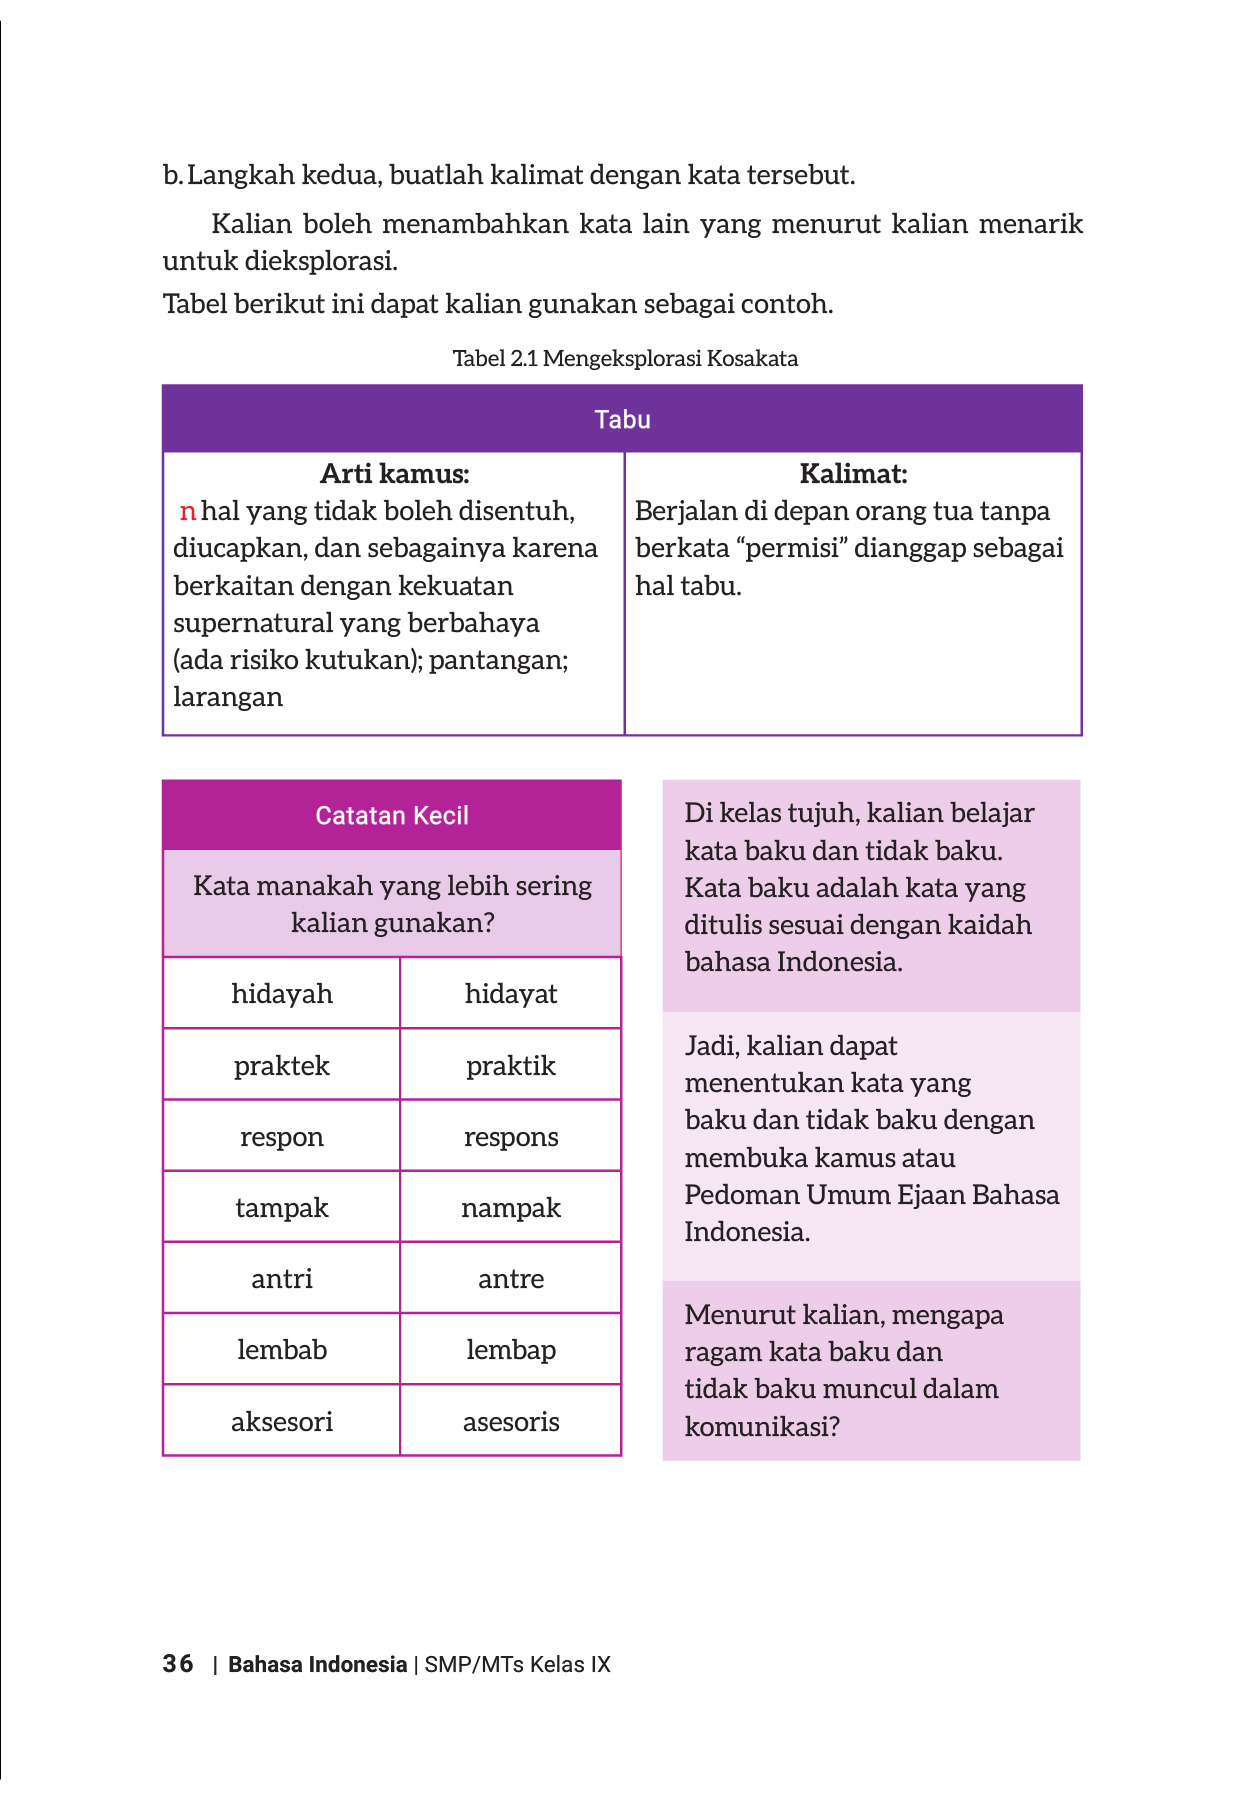 b. Langkah kedua, buatlah kalimat dengan kata tersebut.
Kalian boleh menambahkan kata lain yang menurut kalian menarik
untuk dieksplorasi.
Tabel berikut ini dapat kalian gunakan sebagai contoh.
Tabel 2.1 Mengeksplorasi Kosakata
Tabu
Arti kamus:
n hal yang tidak boleh disentuh,
diucapkan, dan sebagainya karena
berkaitan dengan kekuatan
supernatural yang berbahaya
(ada risiko kutukan); pantangan;
larangan
Kalimat:
Berjalan di depan orang tua tanpa
berkata “permisi” dianggap sebagai
hal tabu.
Catatan Kecil
Kata manakah yang lebih sering
kalian gunakan?
hidayah hidayat
praktek praktik
respon respons
tampak nampak
antri antre
lembab lembap
aksesori asesoris
Di kelas tujuh, kalian belajar
kata baku dan tidak baku.
Kata baku adalah kata yang
ditulis sesuai dengan kaidah
bahasa Indonesia.
Jadi, kalian dapat
menentukan kata yang
baku dan tidak baku dengan
membuka kamus atau
Pedoman Umum Ejaan Bahasa
Indonesia.
Menurut kalian, mengapa
ragam kata baku dan
tidak baku muncul dalam
komunikasi?
36 | Bahasa Indonesia | SMP/MTs Kelas IX